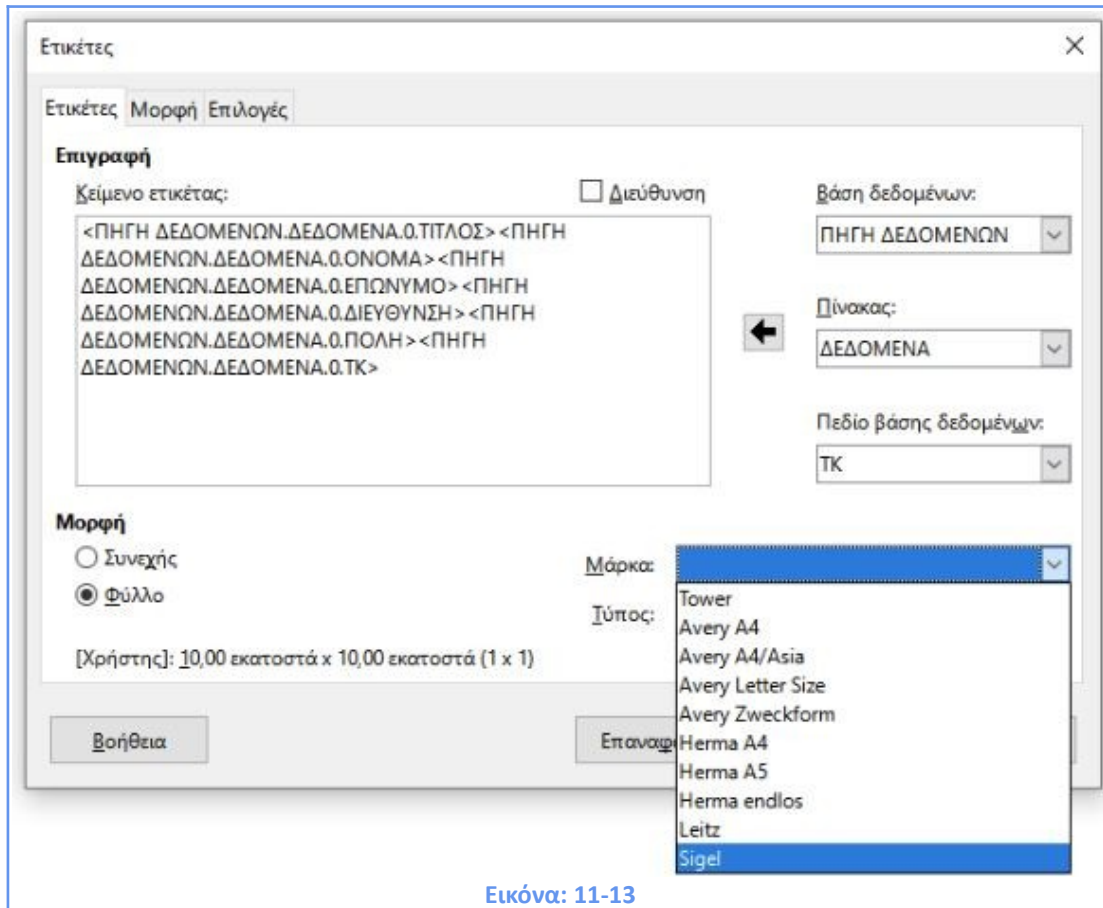 Ετικέτες
Ετικέτες Μορφή Επιλογές
Επιγραφή
Κείμενο ετικέτας:
Διεύθυνση
<ΠΗΓΗ ΔΕΔΟΜΕΝΩΝ.ΔΕΔΟΜΕΝΑ.0.ΤΙΤΛΟΣ><ΠΗΓΗ
ΔΕΔΟΜΕΝΩΝ.ΔΕΔΟΜΕΝΑ.0.ΟΝΟΜΑ><ΠΗΓΗ
ΔΕΔΟΜΕΝΩΝ.ΔΕΔΟΜΕΝΑ.0.ΕΠΩΝΥΜΟ><ΠΗΓΗ
ΔΕΔΟΜΕΝΩΝ.ΔΕΔΟΜΕΝΑ.0.ΔΙΕΥΘΥΝΣΗ><ΠΗΓΗ
ΔΕΔΟΜΕΝΩΝ.ΔΕΔΟΜΕΝΑ.0.ΠΟΛΗ><ΠΗΓΗ
ΔΕΔΟΜΕΝΩΝ.ΔΕΔΟΜΕΝΑ.0.ΤΚ>
Βάση δεδομένων:
ΠΗΓΗ ΔΕΔΟΜΕΝΩΝ
Πίνακας:
ΔΕΔΟΜΕΝΑ
Πεδίο βάσης δεδομένων:
ΤΚ
Μορφή
Συνεχής
Φύλλο
[Χρήστης]: 10,00 εκατοστά x 10,00 εκατοστά (1 x 1)
Μάρκα:
Τύπος:
Tower
Avery A4
Avery A4/Asia
Avery Letter Size
Avery Zweckform
Herma A4
Herma A5
Herma endlos
Leitz
Sigel
Βοήθεια
Εικόνα: 11-13